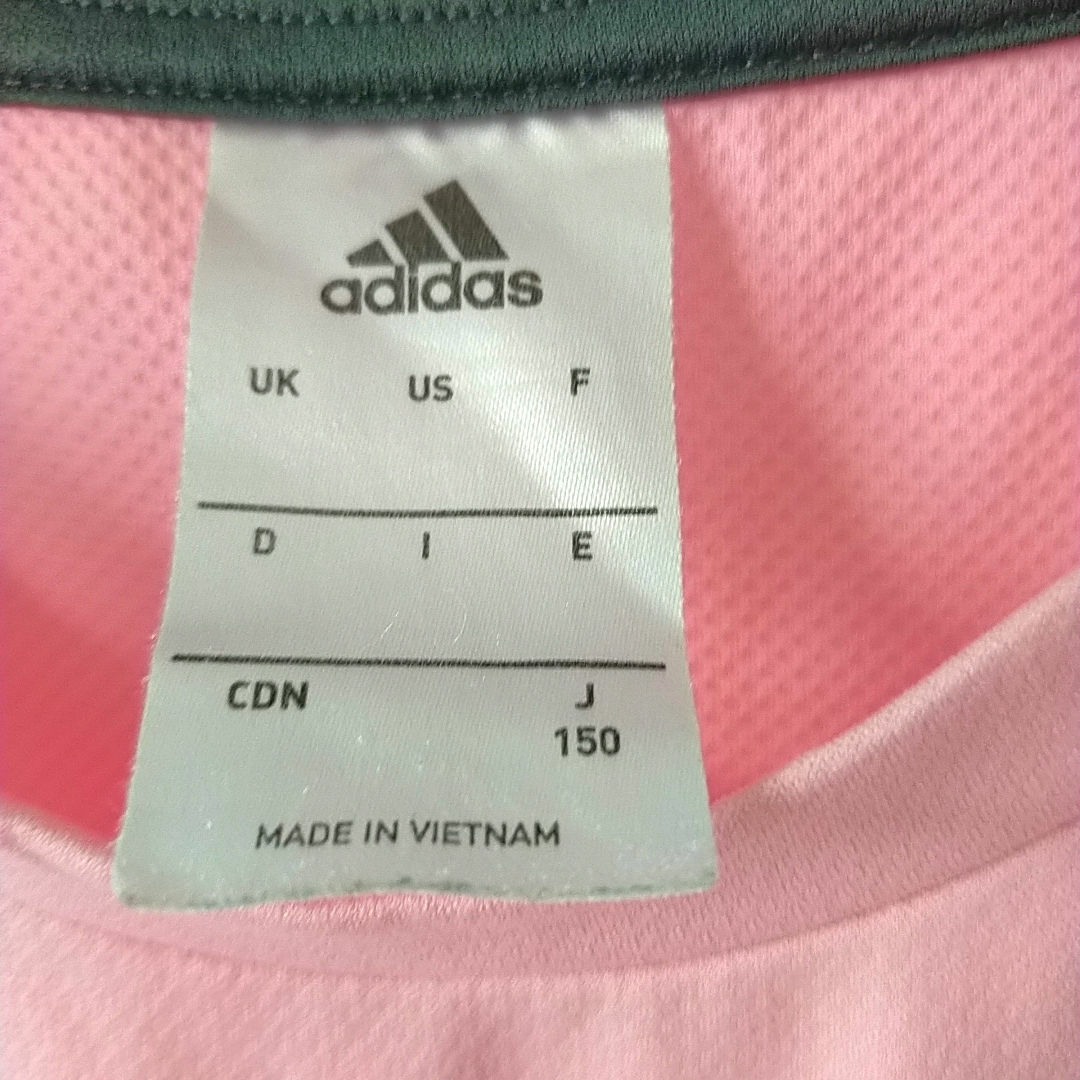 adidas
UK US F
D I E
CDN J
150
MADE IN VIETNAM